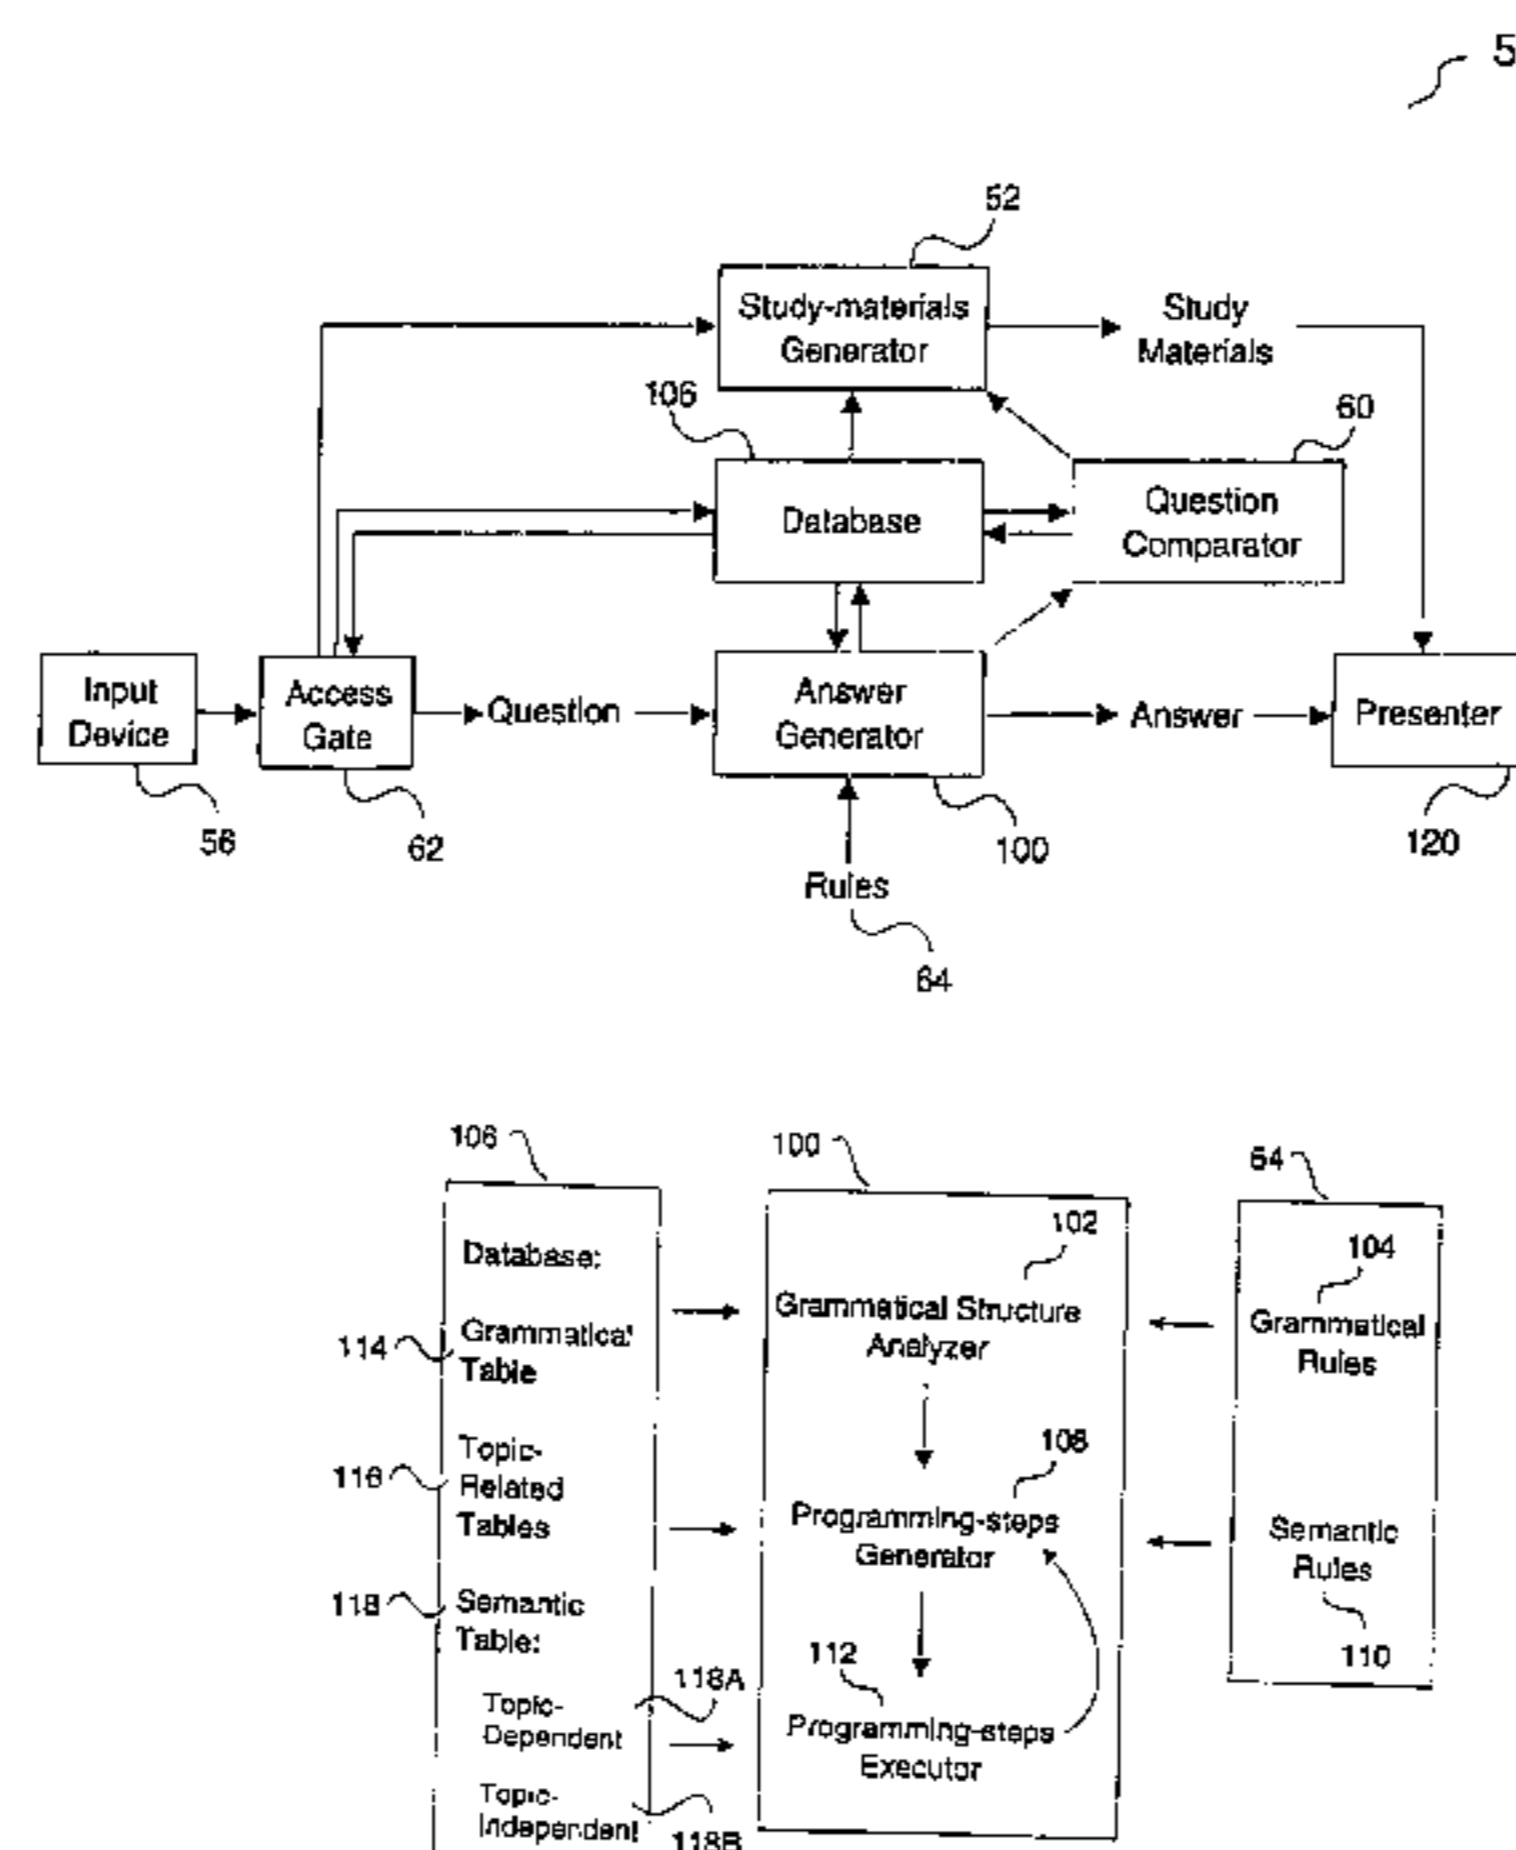 5
52
Study-materials
Generator
Study
Materials
106
60
Database
Question
Comparator
Input
Device
Access
Gate
Question
Answer
Generator
Answer
Presenter
56
62
100
120
Rules
64
106
100
64
102
104
Database:
Grammatical Structure
Analyzer
Grammatical
Rules
114
Grammatical
Table
108
116
Topic-
Related
Tables
Programming-steps
Generator
Semantic
Rules
118
Semantic
Table:
112
110
118A
Topic-
Dependent
Programming-steps
Executor
Topic-
Independent
118B